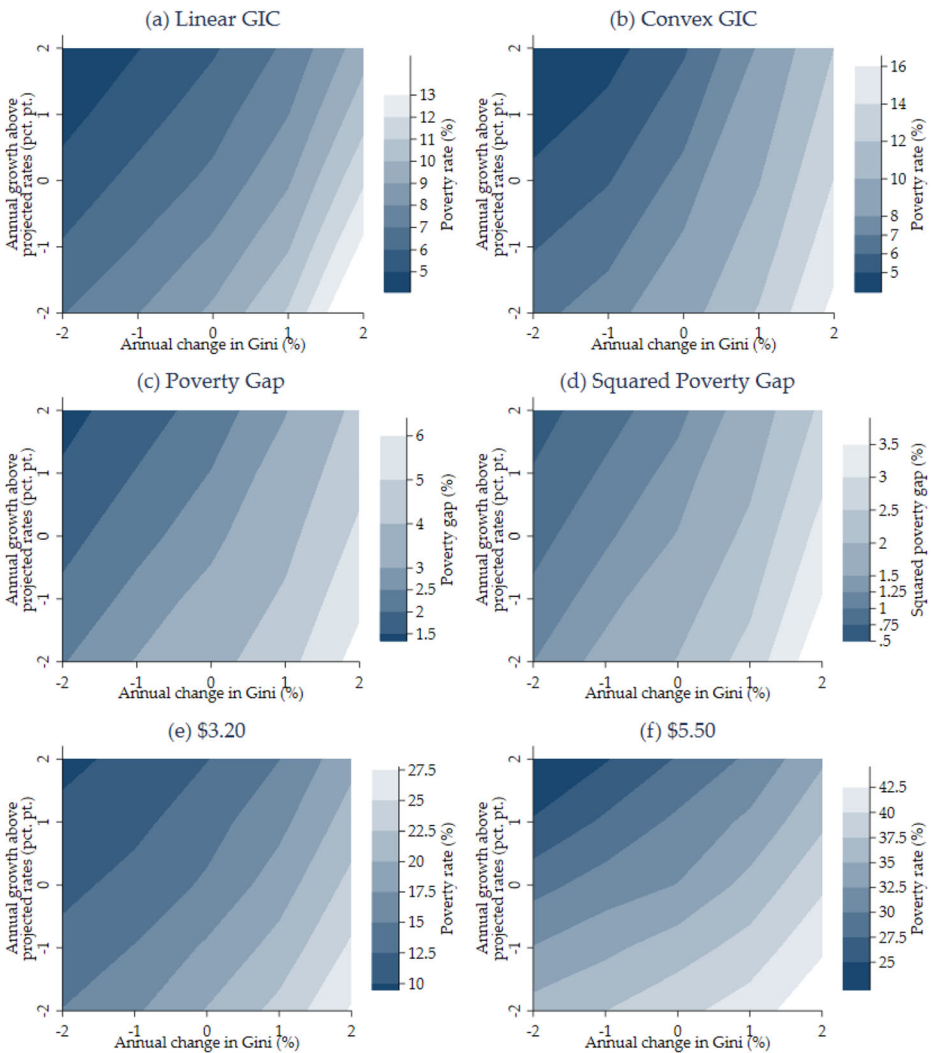 (a) Linear GIC
Annual growth above
projected rates (pct. pt.)
2
1
0
-1
-2
-2 -1 0 1 2
Annual change in Gini (%)
13
12
11
10
9
8
7
6
5
Poverty rate (%)
(b) Convex GIC
Annual growth above
projected rates (pct. pt.)
2
1
0
-1
-2
-2 -1 0 1 2
Annual change in Gini (%)
16
14
12
10
8
7
6
5
Poverty rate (%)
(c) Poverty Gap
Annual growth above
projected rates (pct. pt.)
2
1
0
-1
-2
-2 -1 0 1 2
Annual change in Gini (%)
6
5
4
3
2.5
2
1.5
Poverty gap (%)
(d) Squared Poverty Gap
Annual growth above
projected rates (pct. pt.)
2
1
0
-1
-2
-2 -1 0 1 2
Annual change in Gini (%)
3.5
3
2.5
2
1.5
1.25
1
.75
.5
Squared poverty gap (%)
(e) $3.20
Annual growth above
projected rates (pct. pt.)
2
1
0
-1
-2
-2 -1 0 1 2
Annual change in Gini (%)
27.5
25
22.5
20
17.5
15
12.5
10
Poverty rate (%)
(f) $5.50
Annual growth above
projected rates (pct. pt.)
2
1
0
-1
-2
-2 -1 0 1 2
Annual change in Gini (%)
42.5
40
37.5
35
32.5
30
27.5
25
Poverty rate (%)